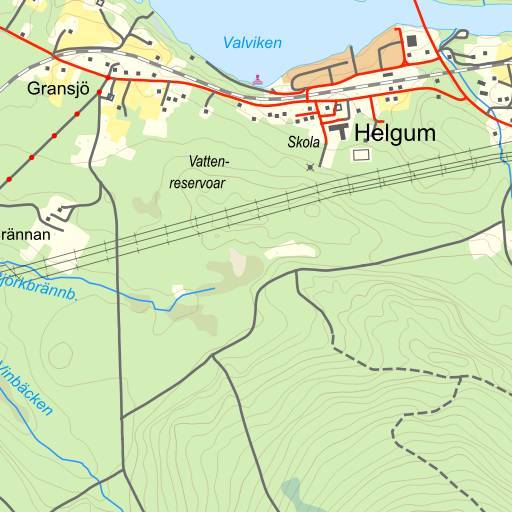 Valviken
Gransjö
Helgum
Skola
Vatten-
reservoar
rännan
jörkbrännb.
Vinbäcken